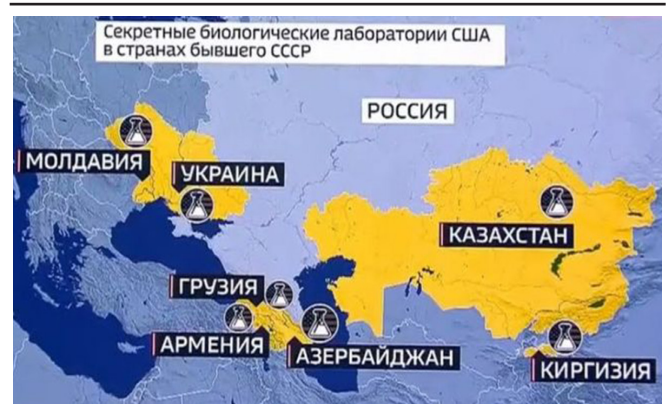 Секретные биологические лаборатории США
в странах бывшего СССР
РОССИЯ
МОЛДАВИЯ
УКРАИНА
КАЗАХСТАН
ГРУЗИЯ
АРМЕНИЯ
АЗЕРБАЙДЖАН
КИРГИЗИЯ